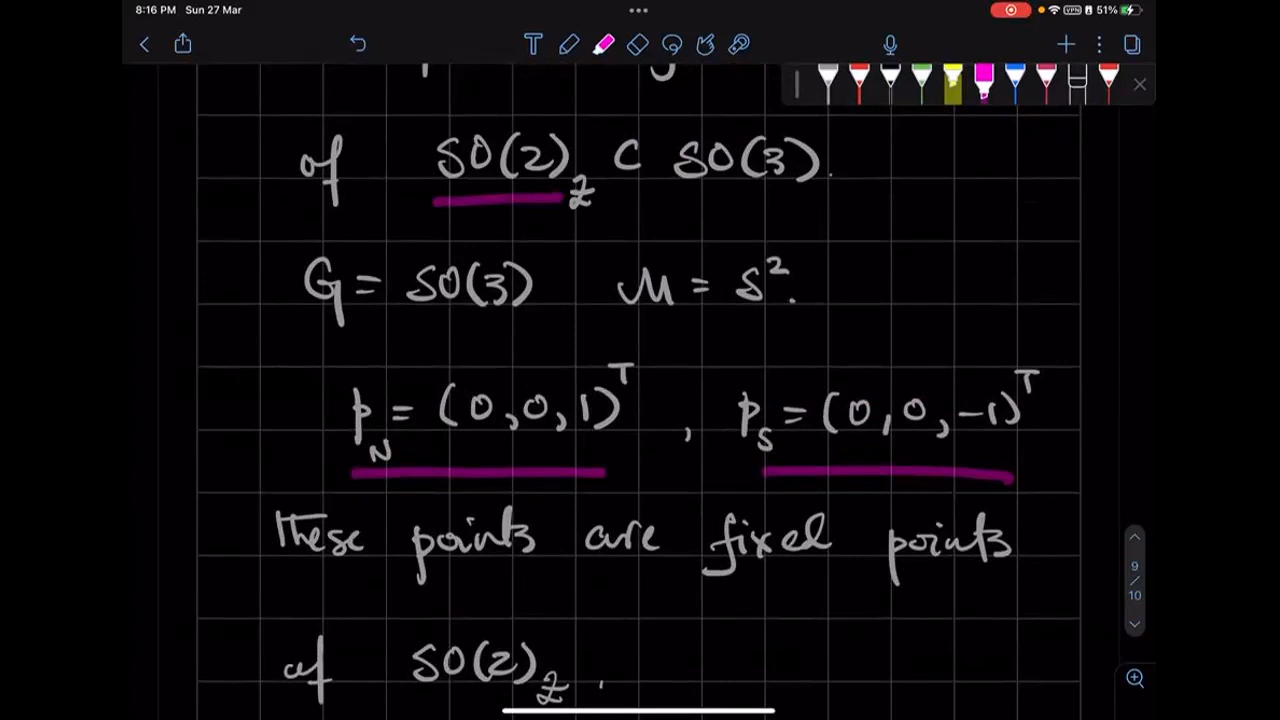 8:16 PM Sun 27 Mar
VPN 51%
of SO(2)_z ⊂ SO(3).
G = SO(3) M = S².
p_N = (0,0,1)^T , p_S = (0,0,-1)^T
These points are fixed points
of SO(2)_z .
9
/
10